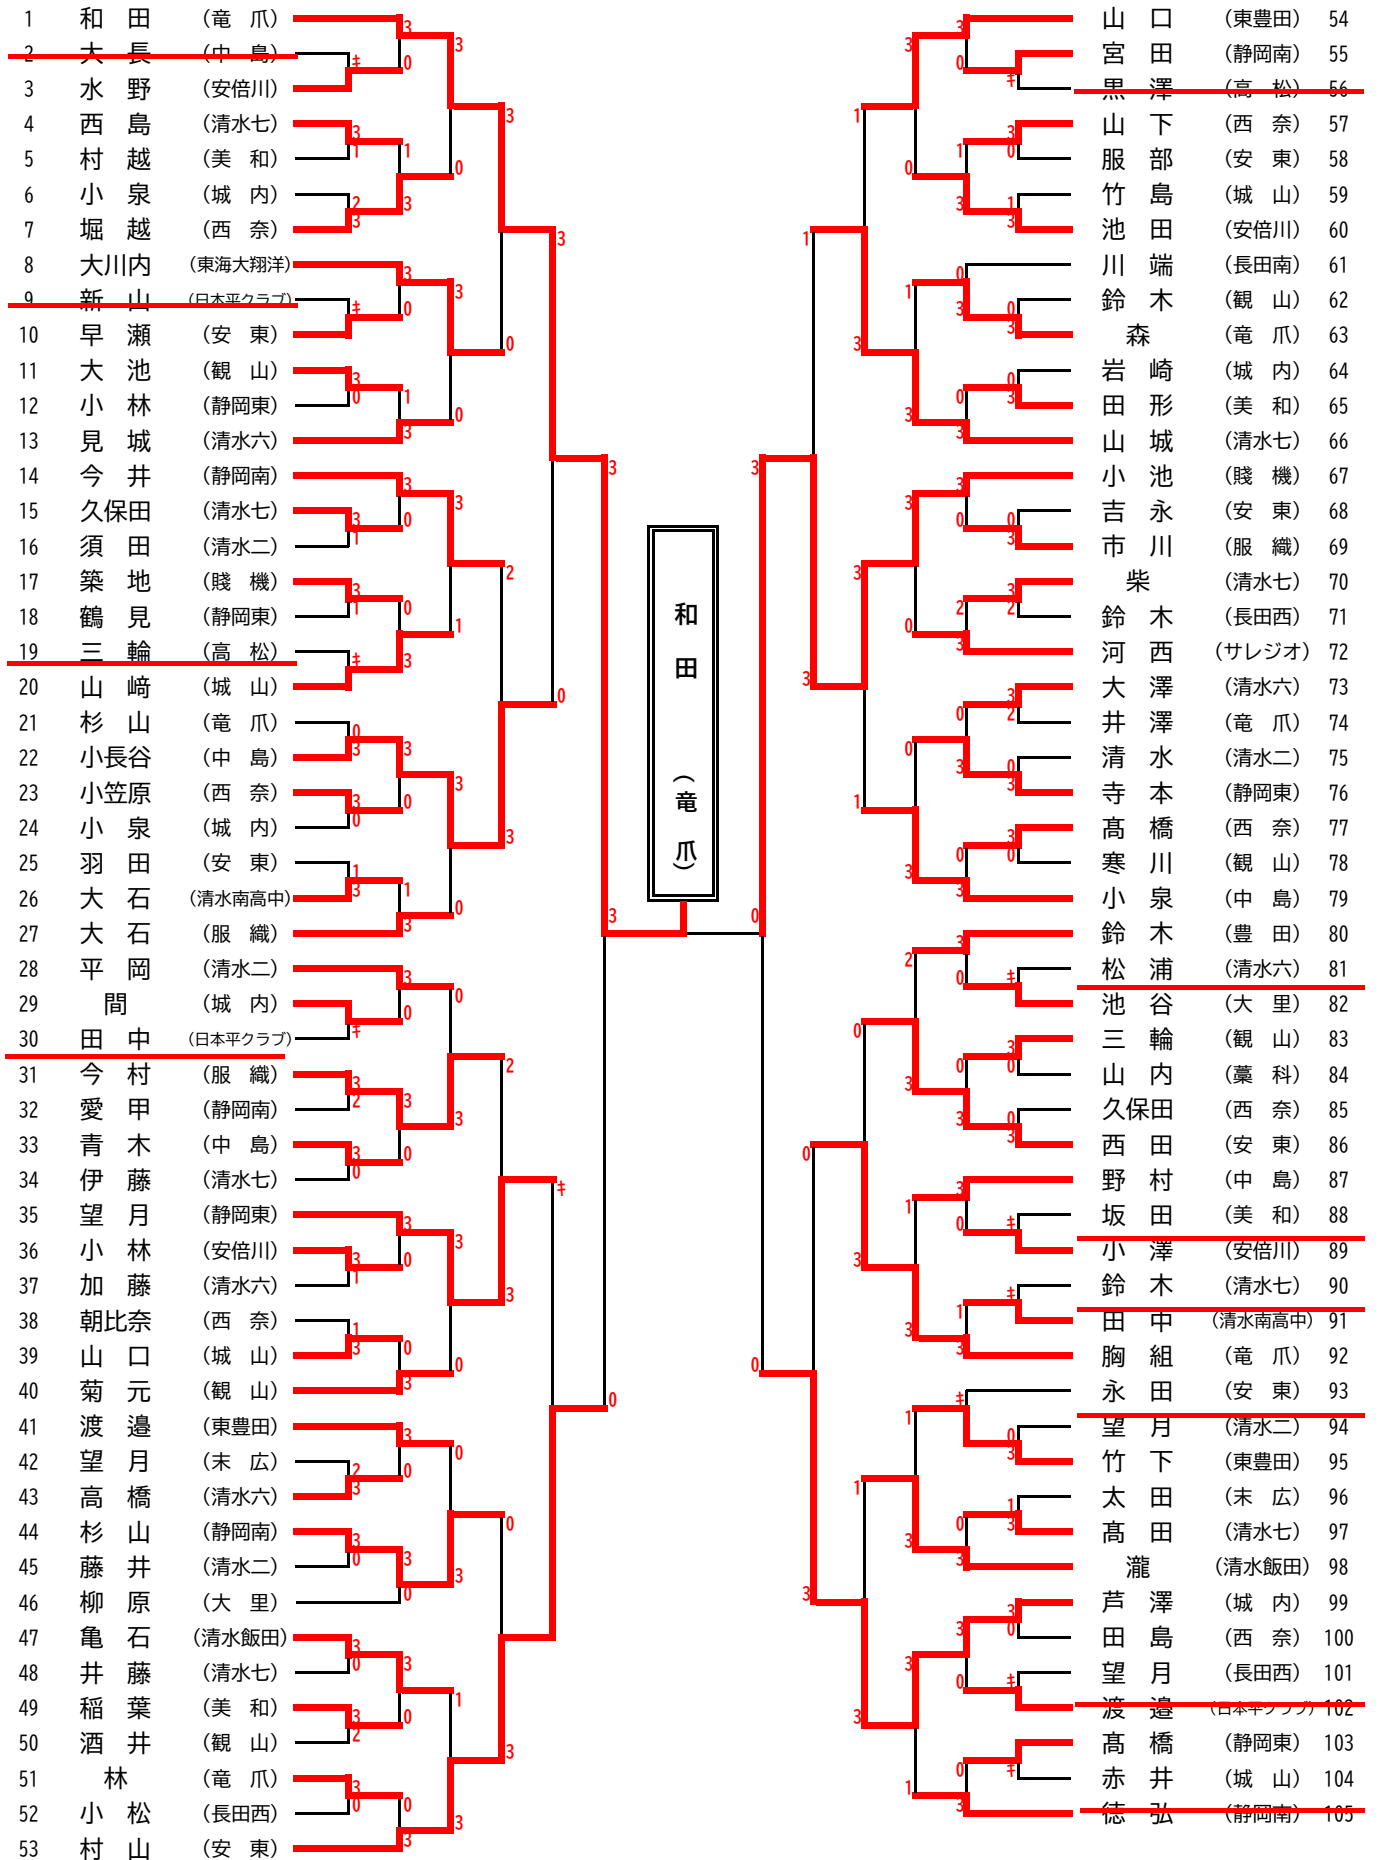 1 和田 （竜 爪）
2 大長 （中 島）
3 水野 （安倍川）
4 西島 （清水七）
5 村越 （美 和）
6 小泉 （城 内）
7 堀越 （西 奈）
8 大川内 （東海大翔洋）
9 新山 （日本平クラブ）
10 早瀬 （安 東）
11 大池 （観 山）
12 小林 （静岡東）
13 見城 （清水六）
14 今井 （静岡南）
15 久保田 （清水七）
16 須田 （清水二）
17 築地 （賤 機）
18 鶴見 （静岡東）
19 三輪 （高 松）
20 山﨑 （城 山）
21 杉山 （竜 爪）
22 小長谷 （中 島）
23 小笠原 （西 奈）
24 小泉 （城 内）
25 羽田 （安 東）
26 大石 （清水南高中）
27 大石 （服 織）
28 平岡 （清水二）
29 間 （城 内）
30 田中 （日本平クラブ）
31 今村 （服 織）
32 愛甲 （静岡南）
33 青木 （中 島）
34 伊藤 （清水七）
35 望月 （静岡東）
36 小林 （安倍川）
37 加藤 （清水六）
38 朝比奈 （西 奈）
39 山口 （城 山）
40 菊元 （観 山）
41 渡邉 （東豊田）
42 望月 （末 広）
43 高橋 （清水六）
44 杉山 （静岡南）
45 藤井 （清水二）
46 柳原 （大 里）
47 亀石 （清水飯田）
48 井藤 （清水七）
49 稲葉 （美 和）
50 酒井 （観 山）
51 林 （竜 爪）
52 小松 （長田西）
53 村山 （安 東）
和田 （竜爪）
山口 （東豊田） 54
宮田 （静岡南） 55
黒澤 （高 松） 56
山下 （西 奈） 57
服部 （安 東） 58
竹島 （城 山） 59
池田 （安倍川） 60
川端 （長田南） 61
鈴木 （観 山） 62
森 （竜 爪） 63
岩崎 （城 内） 64
田形 （美 和） 65
山城 （清水七） 66
小池 （賤 機） 67
吉永 （安 東） 68
市川 （服 織） 69
柴 （清水七） 70
鈴木 （長田西） 71
河西 （サレジオ） 72
大澤 （清水六） 73
井澤 （竜 爪） 74
清水 （清水二） 75
寺本 （静岡東） 76
髙橋 （西 奈） 77
寒川 （観 山） 78
小泉 （中 島） 79
鈴木 （豊 田） 80
松浦 （清水六） 81
池谷 （大 里） 82
三輪 （観 山） 83
山内 （藁 科） 84
久保田 （西 奈） 85
西田 （安 東） 86
野村 （中 島） 87
坂田 （美 和） 88
小澤 （安倍川） 89
鈴木 （清水七） 90
田中 （清水南高中） 91
胸組 （竜 爪） 92
永田 （安 東） 93
望月 （清水二） 94
竹下 （東豊田） 95
太田 （末 広） 96
髙田 （清水七） 97
瀧 （清水飯田） 98
芦澤 （城 内） 99
田島 （西 奈） 100
望月 （長田西） 101
渡邉 （日本平クラブ） 102
髙橋 （静岡東） 103
赤井 （城 山） 104
徳弘 （静岡南） 105